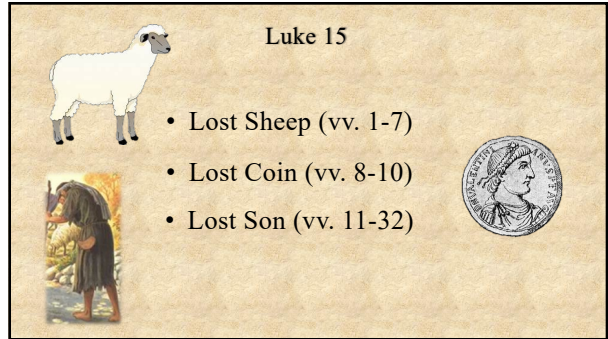 Luke 15
• Lost Sheep (vv. 1-7)
• Lost Coin (vv. 8-10)
• Lost Son (vv. 11-32)